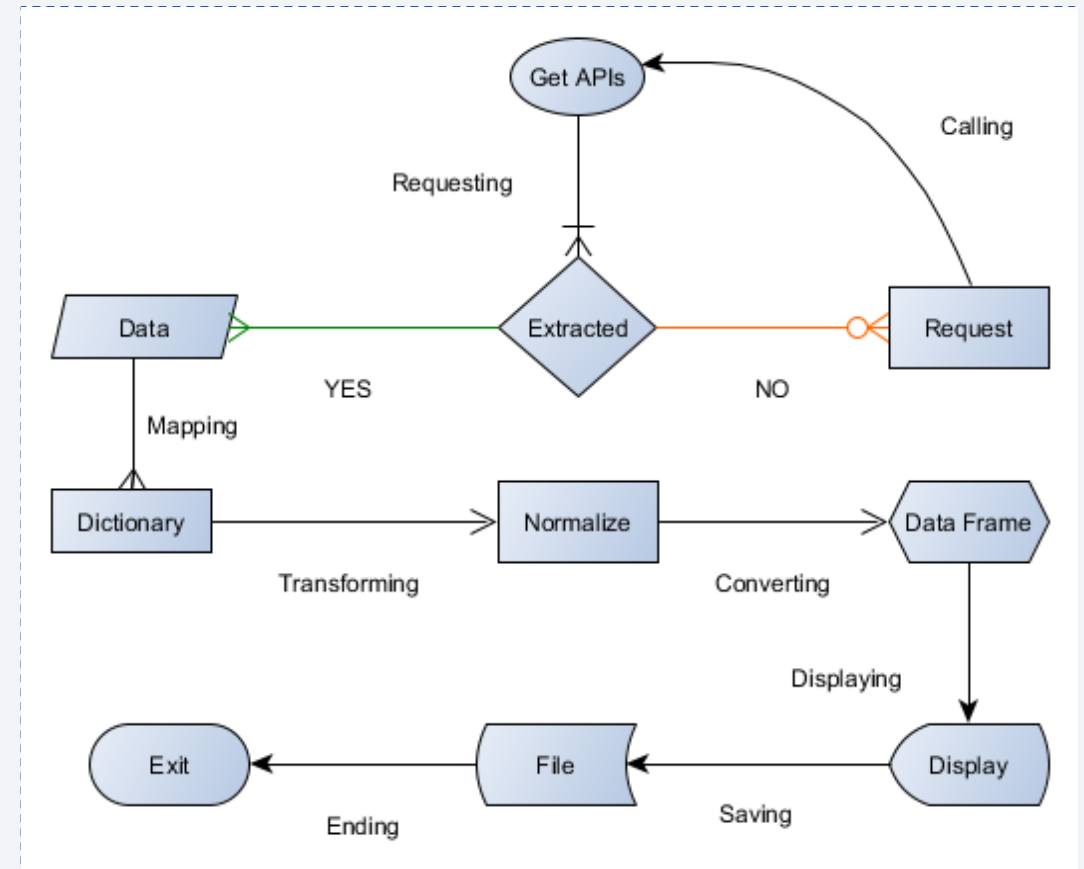 Get APIs
Calling
Requesting
Data
Extracted
Request
YES
NO
Mapping
Dictionary
Normalize
Data Frame
Transforming
Converting
Displaying
Exit
File
Display
Saving
Ending